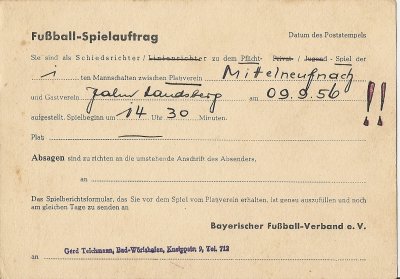 Fußball-Spielauftrag
Datum des Poststempels
Sie sind als Schiedsrichter / Linienrichter zu dem Pflicht- Privat- / Jugend - Spiel der
i ten Mannschaften zwischen Platzverein Mittelneufnach
und Gastverein Jahn Landsberg am 09.9.56 !!
aufgestellt. Spielbeginn um 14 Uhr 30 Minuten.
Platz
Absagen sind zu richten an die umstehende Anschrift des Absenders,
an
Das Spielberichtsformular, das Sie vor dem Spiel vom Platzverein erhalten, ist genau auszufüllen und noch
am gleichen Tage zu senden an
Bayerischer Fußball-Verband e. V.
an Gerd Teichmann, Bad-Wörishofen, Kneippstr 9, Tel. 712